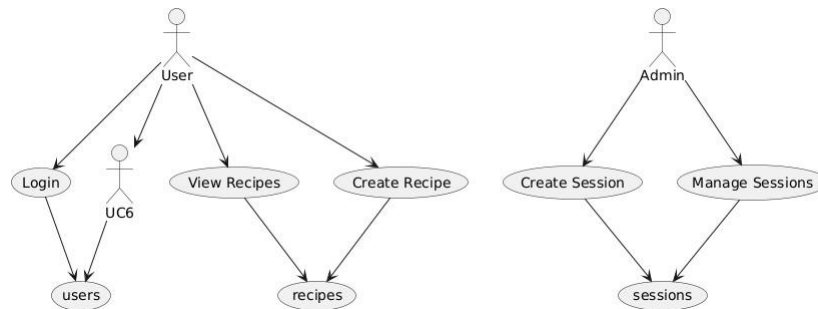 User
Admin
Login
View Recipes
Create Recipe
Create Session
Manage Sessions
UC6
users
recipes
sessions